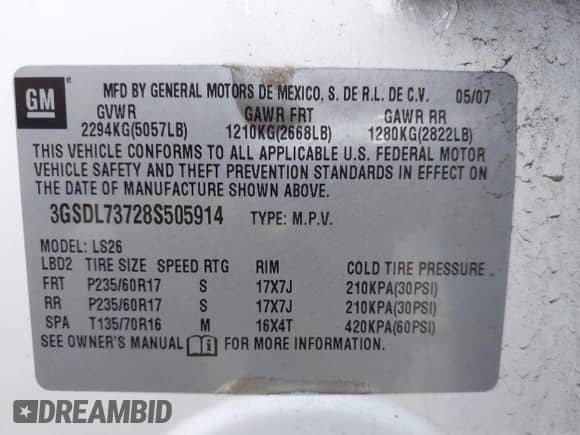 GM
MFD BY GENERAL MOTORS DE MEXICO, S. DE R.L. DE C.V. 05/07
GVWR GAWR FRT GAWR RR
2294KG(5057LB) 1210KG(2668LB) 1280KG(2822LB)
THIS VEHICLE CONFORMS TO ALL APPLICABLE U.S. FEDERAL MOTOR
VEHICLE SAFETY AND THEFT PREVENTION STANDARDS IN EFFECT ON
THE DATE OF MANUFACTURE SHOWN ABOVE.
3GSDL73728S505914 TYPE: M.P.V.
MODEL: LS26
LBD2 TIRE SIZE SPEED RTG RIM COLD TIRE PRESSURE
FRT P235/60R17 S 17X7J 210KPA(30PSI)
RR P235/60R17 S 17X7J 210KPA(30PSI)
SPA T135/70R16 M 16X4T 420KPA(60PSI)
SEE OWNER'S MANUAL FOR MORE INFORMATION.
DREAMBID